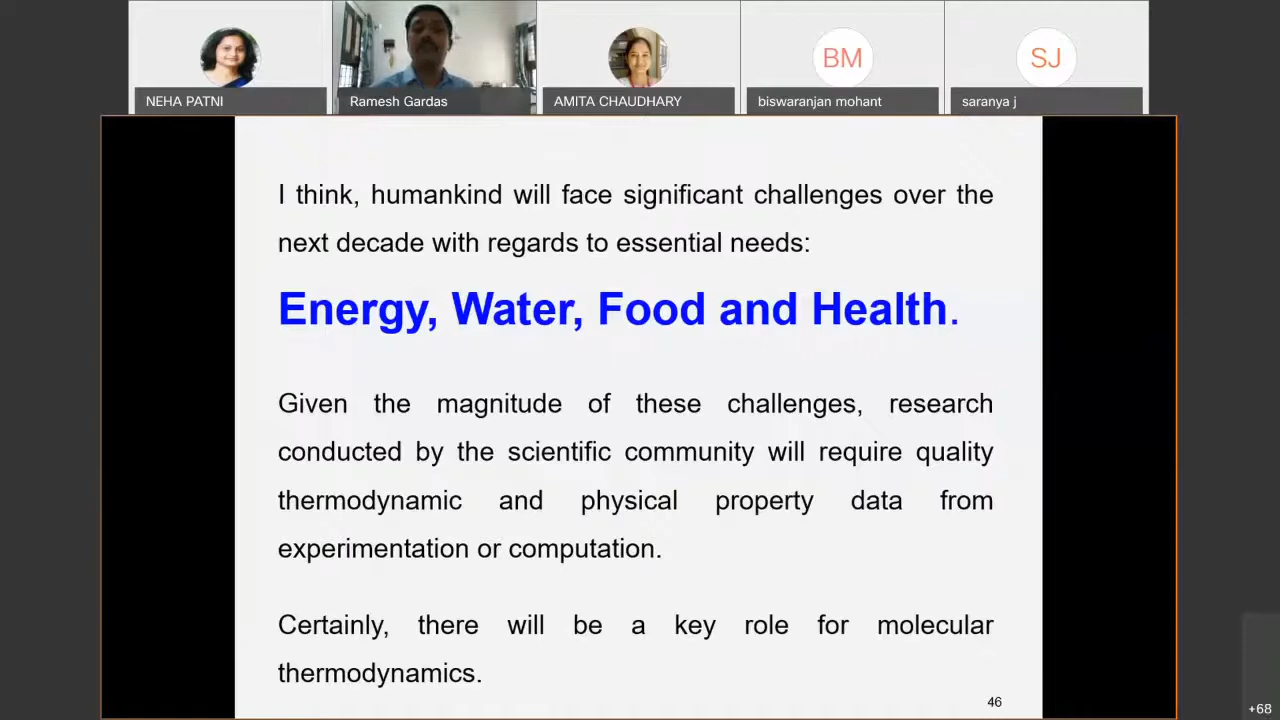 BM
SJ
NEHA PATNI
Ramesh Gardas
AMITA CHAUDHARY
biswaranjan mohant
saranya j
I think, humankind will face significant challenges over the
next decade with regards to essential needs:
Energy, Water, Food and Health.
Given the magnitude of these challenges, research
conducted by the scientific community will require quality
thermodynamic and physical property data from
experimentation or computation.
Certainly, there will be a key role for molecular
thermodynamics.
46
+68